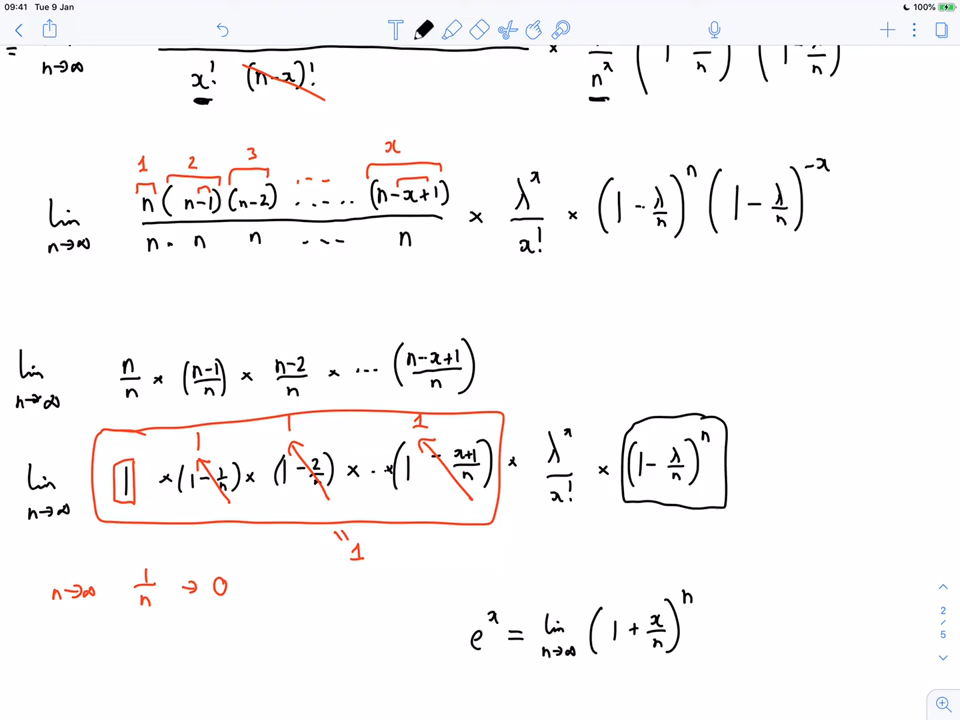 09:41 Tue 9 Jan 100%
= n→∞ x! (n-x)! × n^x (1 n) (1-λ/n)
1 2 3 ... x
lim n→∞ n(n-1)(n-2) ..... (n-x+1) / n · n n ... n × λ^x/x! × (1-λ/n)^n (1-λ/n)^-x
lim n→∞ n/n × (n-1/n) × n-2/n × ... (n-x+1/n)
1 1 1
lim n→∞ 1 × (1-1/n) × (1-2/n) × ..× (1 - x+1/n) × λ^x/x! × (1-λ/n)^n
" 1
n→∞ 1/n → 0
e^x = lim n→∞ (1 + x/n)^n
2
/
5